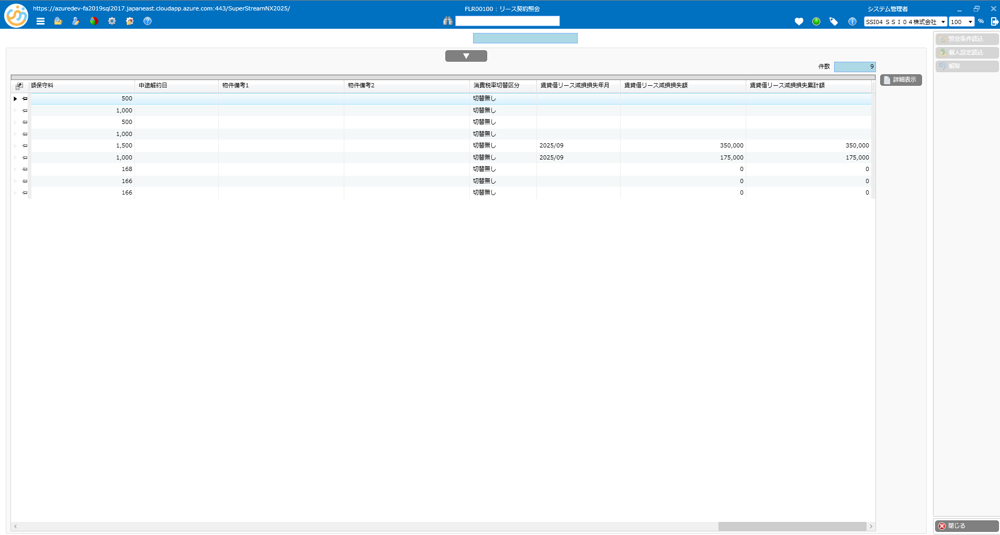 https://azuredev-fa2019sql2017.japaneast.cloudapp.azure.com:443/SuperStreamNX2025/
FLR00100：リース契約照会
システム管理者
SSI04 ＳＳＩ０４株式会社
100
%
照会条件読込
個人設定読込
解除
件数 9
詳細表示
額保守料 中途解約日 物件備考1 物件備考2 消費税率切替区分 賃貸借リース減損損失年月 賃貸借リース減損損失額 賃貸借リース減損損失累計額
500 切替無し
1,000 切替無し
500 切替無し
1,000 切替無し
1,500 切替無し 2025/09 350,000 350,000
1,000 切替無し 2025/09 175,000 175,000
168 切替無し 0 0
166 切替無し 0 0
166 切替無し 0 0
閉じる